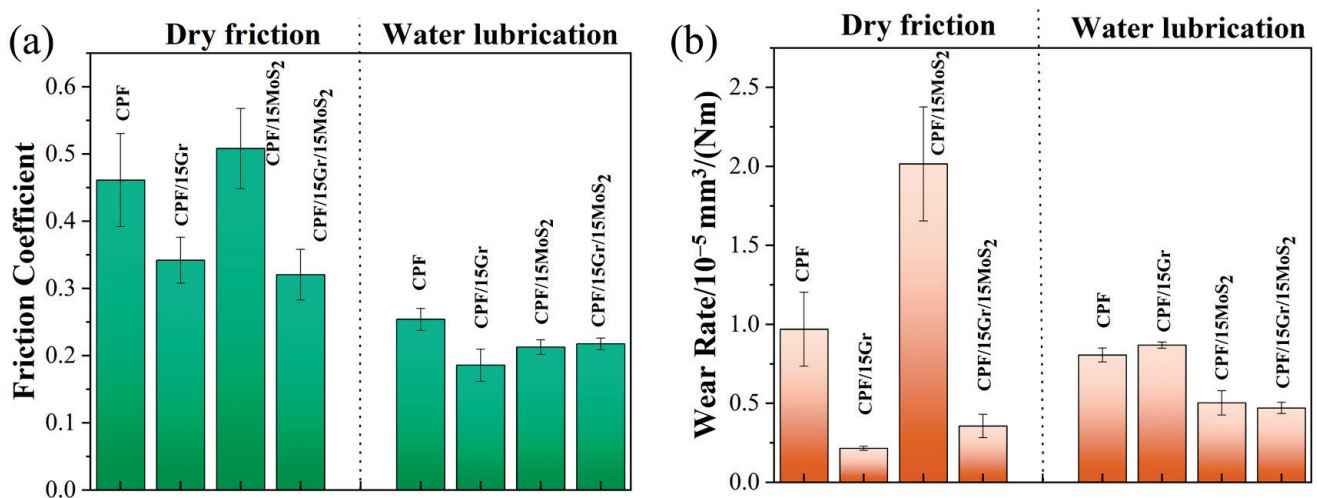 (a)
Dry friction
Water lubrication
Friction Coefficient
0.6
0.5
0.4
0.3
0.2
0.1
0.0
CPF
CPF/15Gr
CPF/15MoS₂
CPF/15Gr/15MoS₂
CPF
CPF/15Gr
CPF/15MoS₂
CPF/15Gr/15MoS₂
(b)
Dry friction
Water lubrication
Wear Rate/10⁻⁵ mm³/(Nm)
2.5
2.0
1.5
1.0
0.5
0.0
CPF
CPF/15Gr
CPF/15MoS₂
CPF/15Gr/15MoS₂
CPF
CPF/15Gr
CPF/15MoS₂
CPF/15Gr/15MoS₂